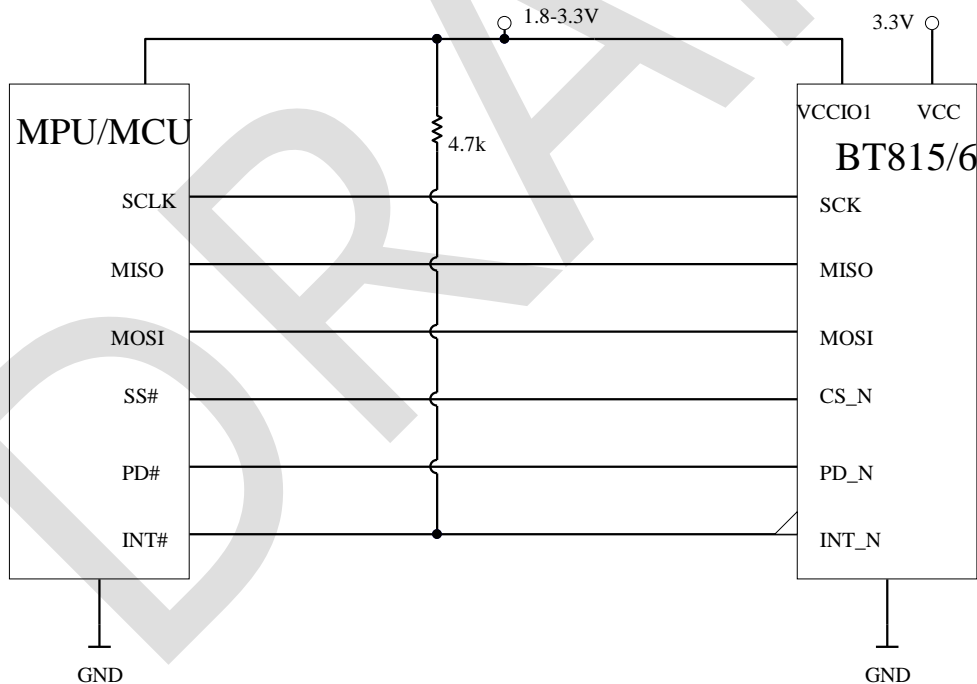 1.8-3.3V
3.3V
MPU/MCU
VCCIO1
VCC
4.7k
BT815/6
SCLK
SCK
MISO
MISO
MOSI
MOSI
SS#
CS_N
PD#
PD_N
INT#
INT_N
GND
GND
DRA